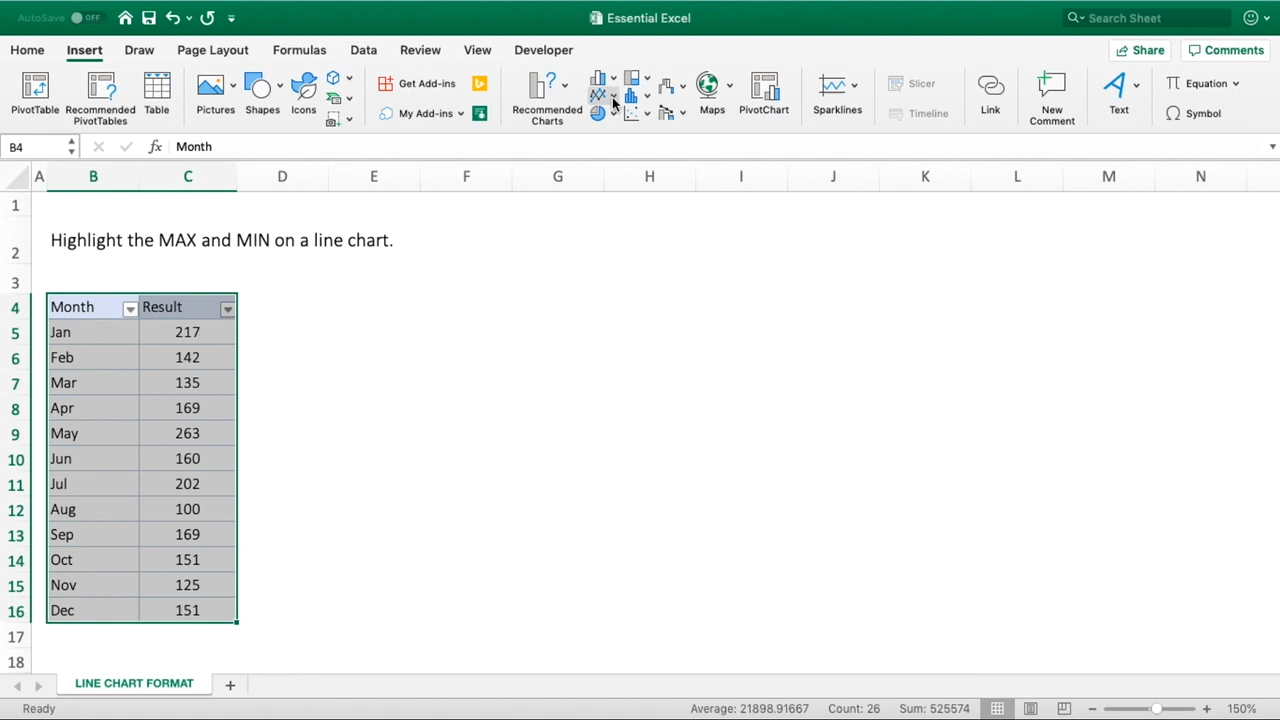 AutoSave OFF Essential Excel Search Sheet
Home Insert Draw Page Layout Formulas Data Review View Developer Share Comments
PivotTable Recommended PivotTables Table Pictures Shapes Icons Get Add-ins My Add-ins Recommended Charts Maps PivotChart Sparklines Slicer Timeline Link New Comment Text Equation Symbol
B4 fx Month
A B C D E F G H I J K L M N
1
2 Highlight the MAX and MIN on a line chart.
3
4 Month Result
5 Jan 217
6 Feb 142
7 Mar 135
8 Apr 169
9 May 263
10 Jun 160
11 Jul 202
12 Aug 100
13 Sep 169
14 Oct 151
15 Nov 125
16 Dec 151
17
18
LINE CHART FORMAT
Ready Average: 21898.91667 Count: 26 Sum: 525574 150%